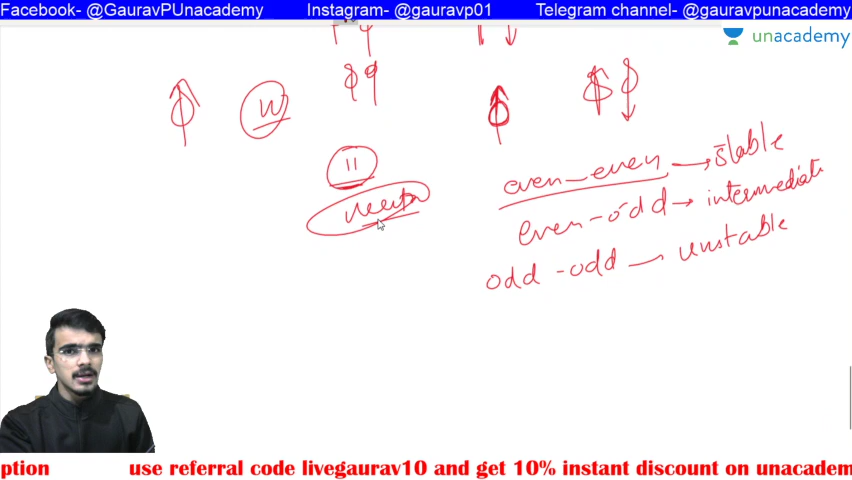 Facebook- @GauravPUnacademy Instagram- @gauravp01 Telegram channel- @gauravpunacademy
unacademy
11
even-even → stable
even-odd → intermediate
odd-odd → unstable
ption use referral code livegaurav10 and get 10% instant discount on unacadem